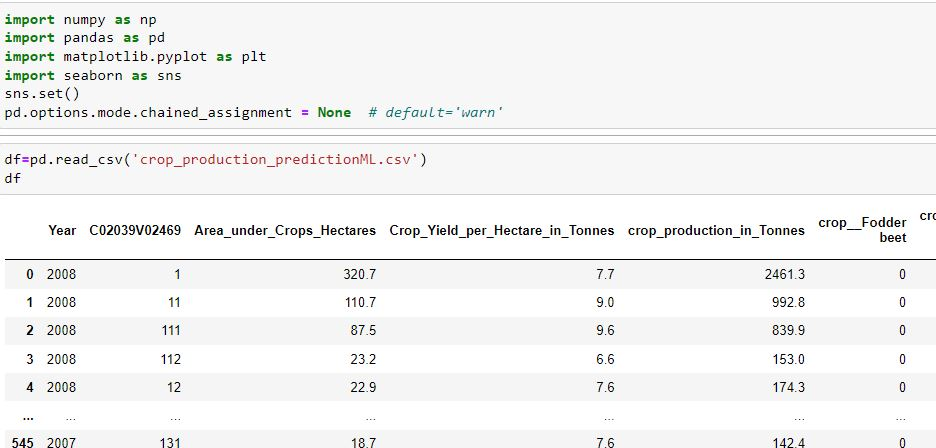 import numpy as np
import pandas as pd
import matplotlib.pyplot as plt
import seaborn as sns
sns.set()
pd.options.mode.chained_assignment = None  # default='warn'
df=pd.read_csv('crop_production_predictionML.csv')
df
Year C02039V02469 Area_under_Crops_Hectares Crop_Yield_per_Hectare_in_Tonnes crop_production_in_Tonnes crop__Fodder beet cro
0 2008 1 320.7 7.7 2461.3 0
1 2008 11 110.7 9.0 992.8 0
2 2008 111 87.5 9.6 839.9 0
3 2008 112 23.2 6.6 153.0 0
4 2008 12 22.9 7.6 174.3 0
... ... ... ... ... ... ...
545 2007 131 18.7 7.6 142.4 0